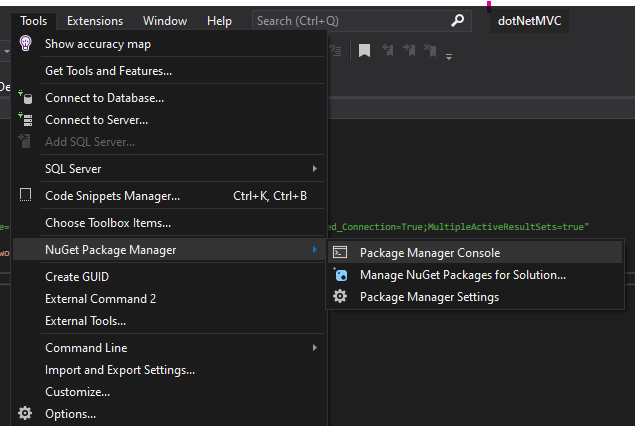 Tools Extensions Window Help Search (Ctrl+Q) dotNetMVC
Show accuracy map
Get Tools and Features...
De
Connect to Database...
Connect to Server...
Add SQL Server...
SQL Server
Code Snippets Manager... Ctrl+K, Ctrl+B
Choose Toolbox Items...
e= ed_Connection=True;MultipleActiveResultSets=true"
NuGet Package Manager
wo
Package Manager Console
Manage NuGet Packages for Solution...
Package Manager Settings
Create GUID
External Command 2
External Tools...
Command Line
Import and Export Settings...
Customize...
Options...